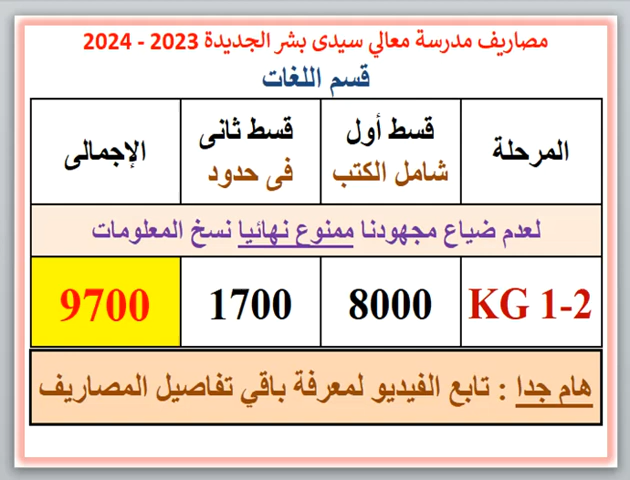 مصاريف مدرسة معالي سيدى بشر الجديدة 2023 - 2024
قسم اللغات
المرحلة قسط أول قسط ثانى الإجمالى
شامل الكتب فى حدود
لعدم ضياع مجهودنا ممنوع نهائيا نسخ المعلومات
KG 1-2 8000 1700 9700
هام جدا : تابع الفيديو لمعرفة باقي تفاصيل المصاريف